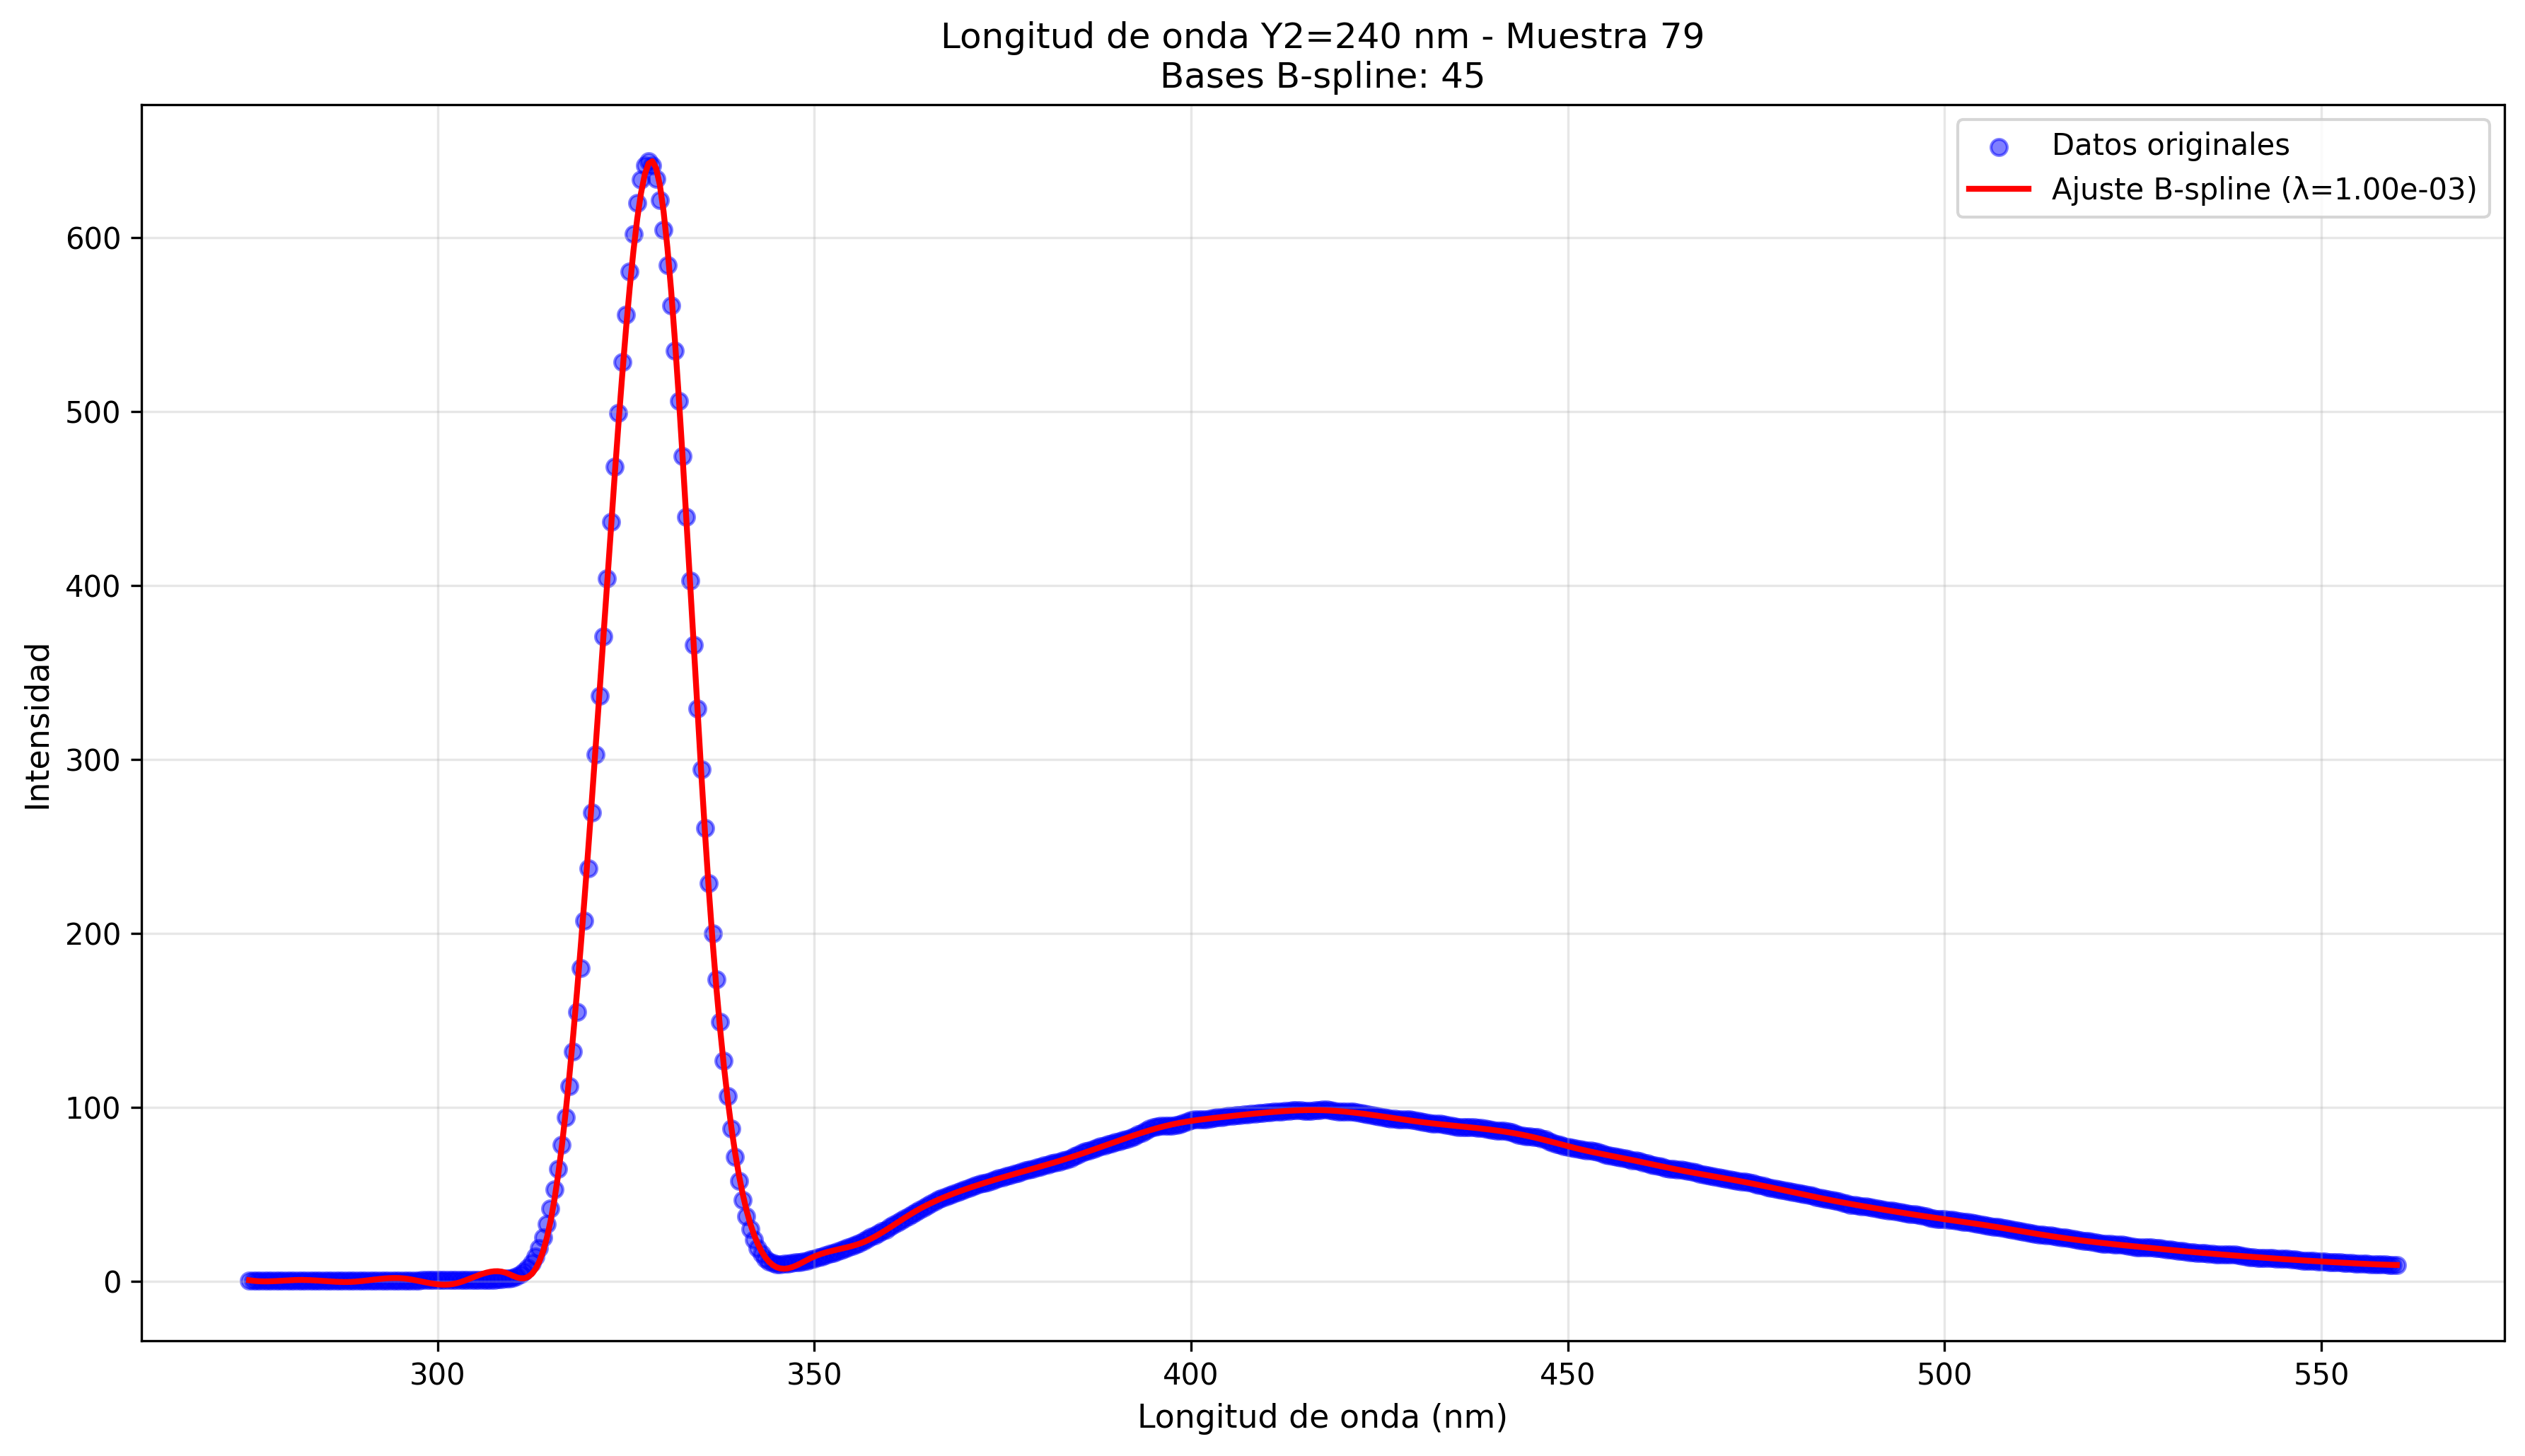 Longitud de onda Y2=240 nm - Muestra 79
Bases B-spline: 45
Datos originales
Ajuste B-spline (λ=1.00e-03)
Intensidad
600
500
400
300
200
100
0
300
350
400
450
500
550
Longitud de onda (nm)